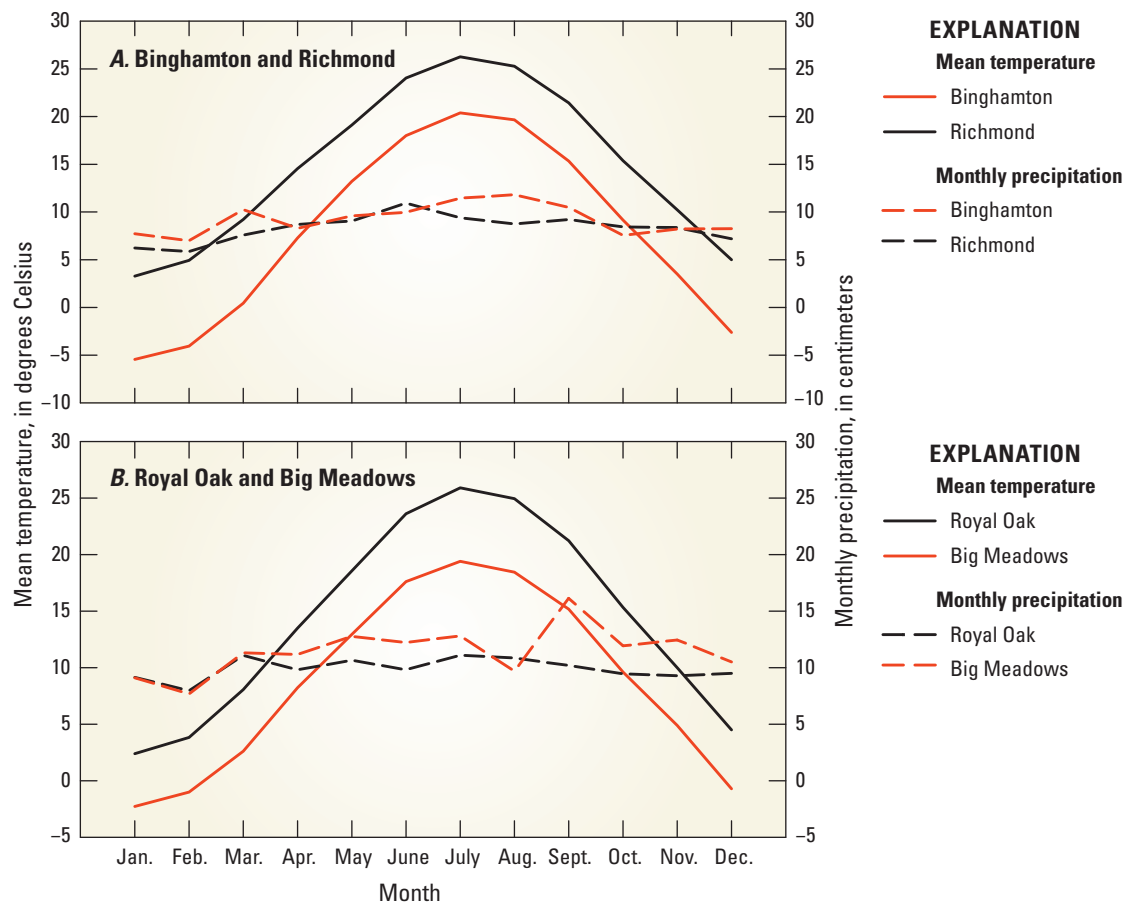 A. Binghamton and Richmond
30
25
20
15
10
5
0
–5
–10
30
25
20
15
10
5
0
–5
–10
EXPLANATION
Mean temperature
Binghamton
Richmond
Monthly precipitation
Binghamton
Richmond
Mean temperature, in degrees Celsius
Monthly precipitation, in centimeters
B. Royal Oak and Big Meadows
30
25
20
15
10
5
0
–5
30
25
20
15
10
5
0
–5
EXPLANATION
Mean temperature
Royal Oak
Big Meadows
Monthly precipitation
Royal Oak
Big Meadows
Jan. Feb. Mar. Apr. May June July Aug. Sept. Oct. Nov. Dec.
Month